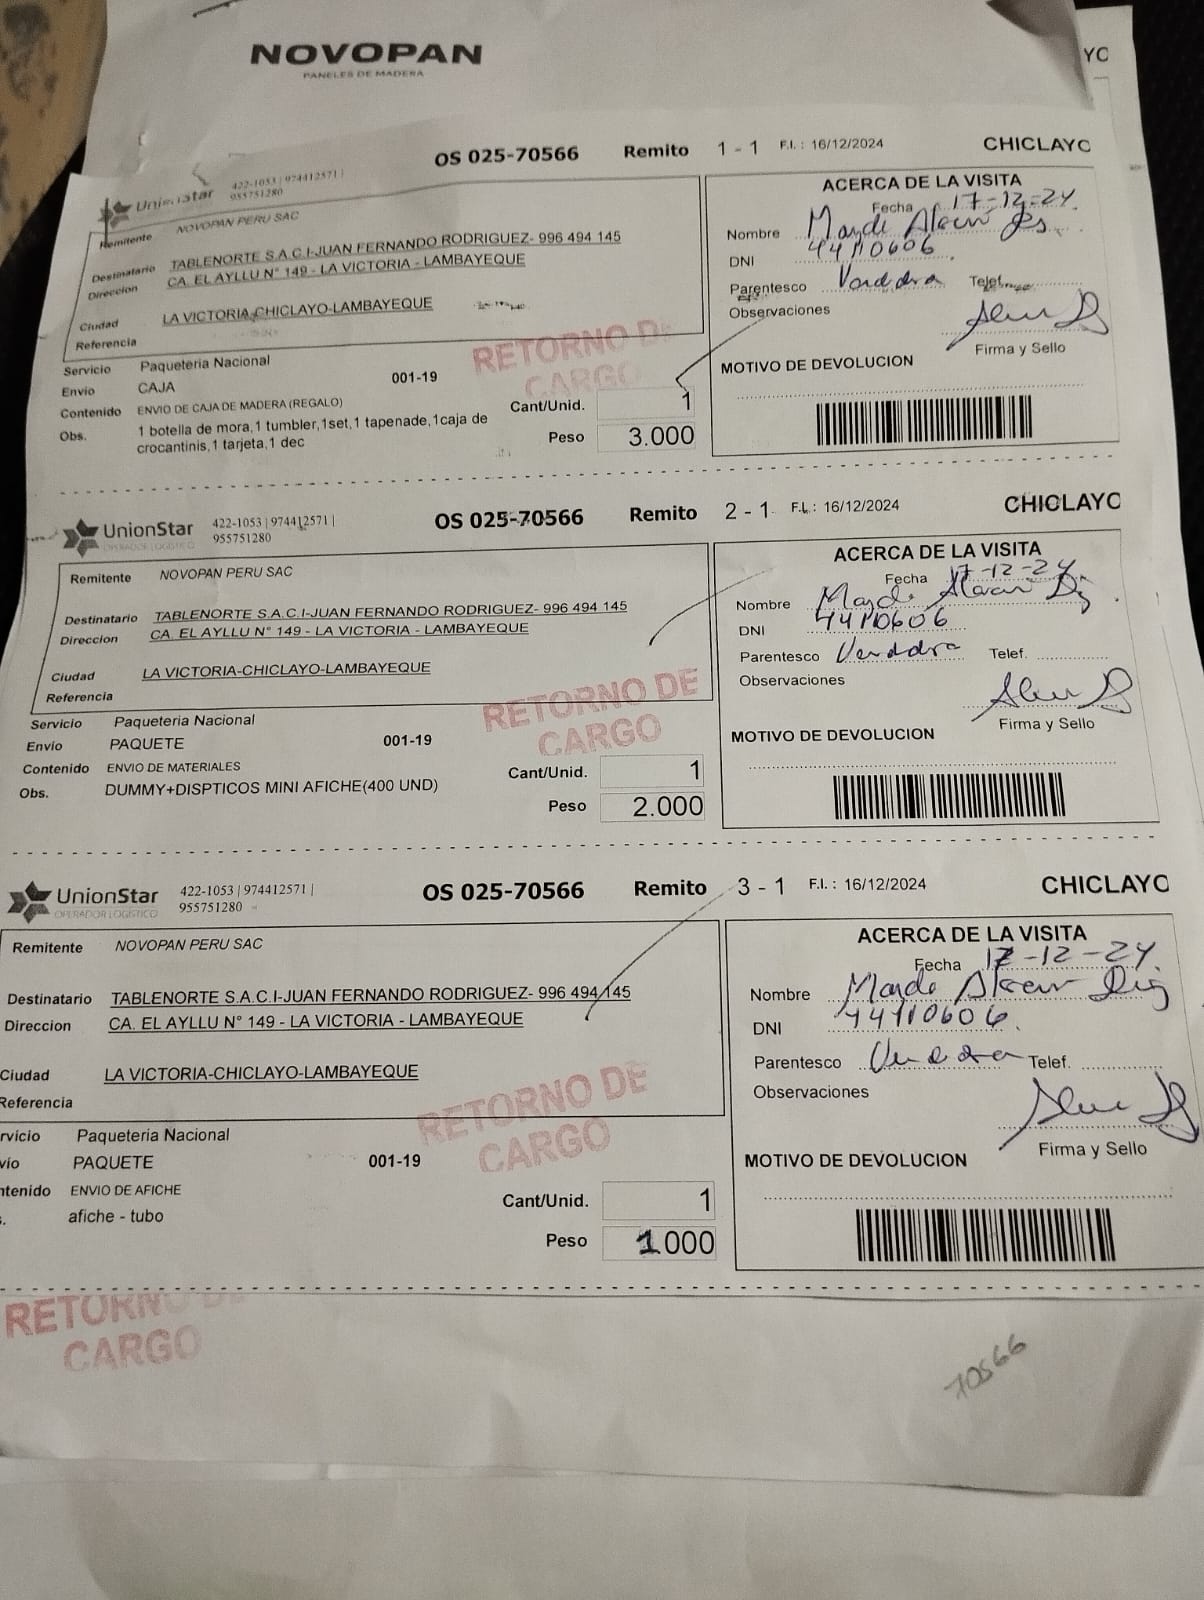 YO
NOVOPAN
PANELES DE MADERA
OS 025-70566 Remito 1 - 1 F.I.: 16/12/2024 CHICLAYO
UnionStar 422-1053 | 974412571 |
955751280
Remitente NOVOPAN PERU SAC
Destinatario TABLENORTE S.A.C.I-JUAN FERNANDO RODRIGUEZ- 996 494 145
Direccion CA. EL AYLLU N° 149 - LA VICTORIA - LAMBAYEQUE
Ciudad LA VICTORIA-CHICLAYO-LAMBAYEQUE
Referencia
Servicio Paqueteria Nacional
Envio CAJA 001-19
Contenido ENVIO DE CAJA DE MADERA (REGALO)
Obs. 1 botella de mora,1 tumbler,1set,1 tapenade,1caja de
crocantinis,1 tarjeta,1 dec
RETORNO DE
CARGO
Cant/Unid. 1
Peso 3.000
ACERCA DE LA VISITA
Fecha 17-12-24.
Nombre
DNI 44110606
Parentesco Telef.
Observaciones
Firma y Sello
MOTIVO DE DEVOLUCION
UnionStar 422-1053 | 974412571 | OS 025-70566 Remito 2 - 1 F.I.: 16/12/2024 CHICLAYO
OPERADOR LOGISTICO 955751280
Remitente NOVOPAN PERU SAC
Destinatario TABLENORTE S.A.C.I-JUAN FERNANDO RODRIGUEZ- 996 494 145
Direccion CA. EL AYLLU N° 149 - LA VICTORIA - LAMBAYEQUE
Ciudad LA VICTORIA-CHICLAYO-LAMBAYEQUE
Referencia
Servicio Paqueteria Nacional
Envio PAQUETE 001-19
Contenido ENVIO DE MATERIALES
Obs. DUMMY+DISPTICOS MINI AFICHE(400 UND)
RETORNO DE
CARGO
Cant/Unid. 1
Peso 2.000
ACERCA DE LA VISITA
Fecha 17-12-24
Nombre
DNI 44110606
Parentesco Telef.
Observaciones
Firma y Sello
MOTIVO DE DEVOLUCION
UnionStar 422-1053 | 974412571 | OS 025-70566 Remito 3 - 1 F.I.: 16/12/2024 CHICLAYO
OPERADOR LOGISTICO 955751280
Remitente NOVOPAN PERU SAC
Destinatario TABLENORTE S.A.C.I-JUAN FERNANDO RODRIGUEZ- 996 494 145
Direccion CA. EL AYLLU N° 149 - LA VICTORIA - LAMBAYEQUE
Ciudad LA VICTORIA-CHICLAYO-LAMBAYEQUE
Referencia
rvicio Paqueteria Nacional
vio PAQUETE 001-19
ntenido ENVIO DE AFICHE
s. afiche - tubo
RETORNO DE
CARGO
Cant/Unid. 1
Peso 1.000
ACERCA DE LA VISITA
Fecha 17-12-24.
Nombre
DNI 44110606.
Parentesco Telef.
Observaciones
Firma y Sello
MOTIVO DE DEVOLUCION
RETORNO DE
CARGO
70566